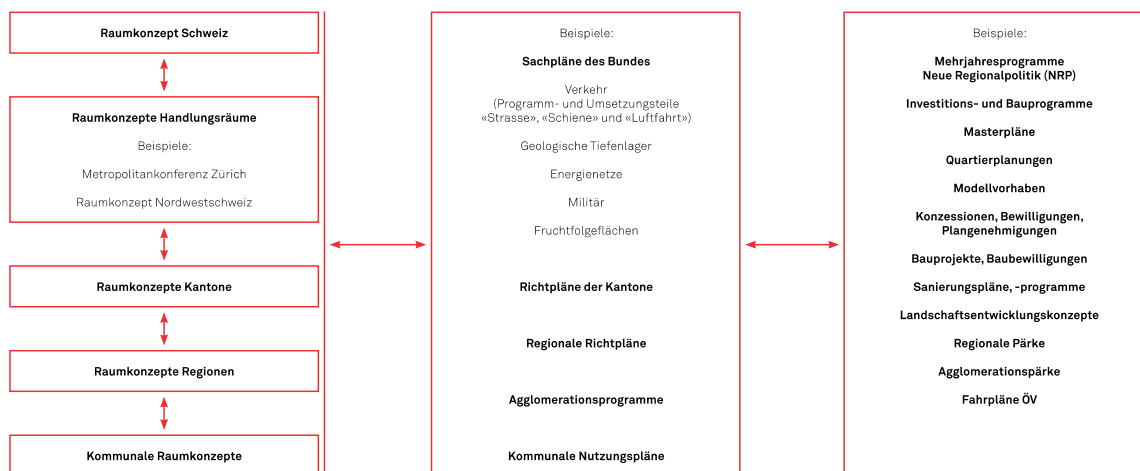 Raumkonzept Schweiz
Raumkonzepte Handlungsräume
Beispiele:
Metropolitankonferenz Zürich
Raumkonzept Nordwestschweiz
Raumkonzepte Kantone
Raumkonzepte Regionen
Kommunale Raumkonzepte
Beispiele:
Sachpläne des Bundes
Verkehr
(Programm- und Umsetzungsteile
«Strasse», «Schiene» und «Luftfahrt»)
Geologische Tiefenlager
Energienetze
Militär
Fruchtfolgeflächen
Richtpläne der Kantone
Regionale Richtpläne
Agglomerationsprogramme
Kommunale Nutzungspläne
Beispiele:
Mehrjahresprogramme
Neue Regionalpolitik (NRP)
Investitions- und Bauprogramme
Masterpläne
Quartierplanungen
Modellvorhaben
Konzessionen, Bewilligungen,
Plangenehmigungen
Bauprojekte, Baubewilligungen
Sanierungspläne, -programme
Landschaftsentwicklungskonzepte
Regionale Pärke
Agglomerationspärke
Fahrpläne ÖV